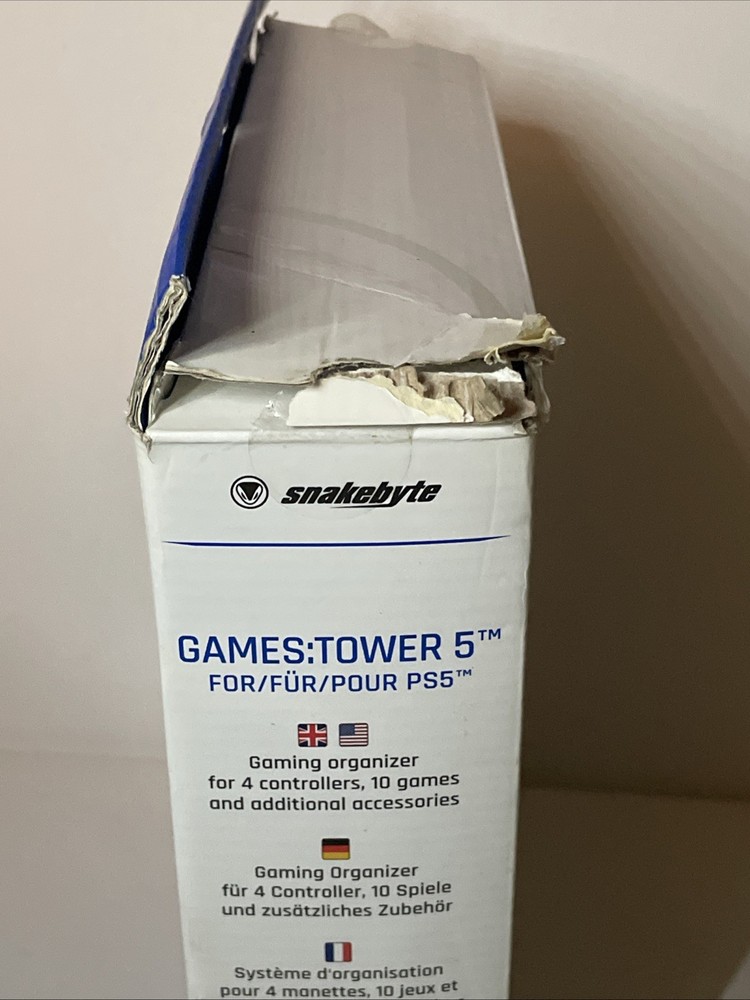 snakebyte
GAMES:TOWER 5™
FOR/FÜR/POUR PS5™
Gaming organizer
for 4 controllers, 10 games
and additional accessories
Gaming Organizer
für 4 Controller, 10 Spiele
und zusätzliches Zubehör
Système d'organisation
pour 4 manettes, 10 jeux et